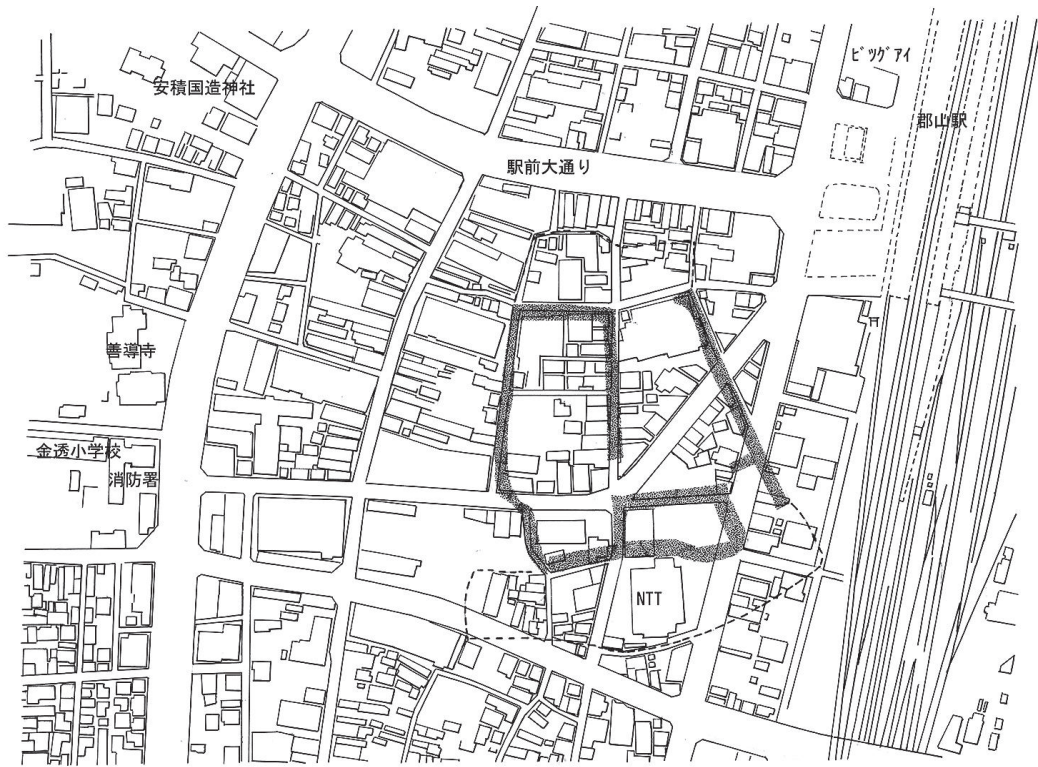 ビッグアイ
安積国造神社
郡山駅
駅前大通り
善導寺
金透小学校
消防署
NTT